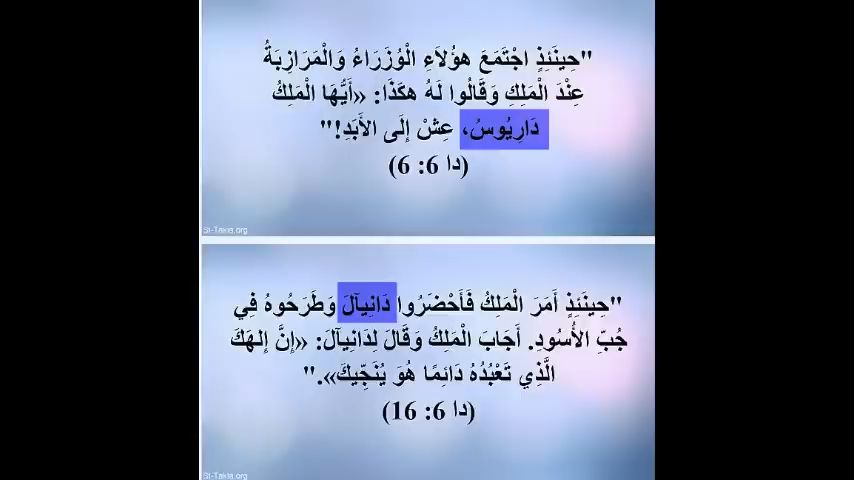 "حِينَئِذٍ اجْتَمَعَ هؤُلاَءِ الْوُزَرَاءُ وَالْمَرَازِبَةُ
عِنْدَ الْمَلِكِ وَقَالُوا لَهُ هكَذَا: «أَيُّهَا الْمَلِكُ
دَارِيُوسُ، عِشْ إِلَى الأَبَدِ!"
(دا 6: 6)
St-Takla.org
"حِينَئِذٍ أَمَرَ الْمَلِكُ فَأَحْضَرُوا دَانِيآلَ وَطَرَحُوهُ فِي
جُبِّ الأُسُودِ. أَجَابَ الْمَلِكُ وَقَالَ لِدَانِيآلَ: «إِنَّ إِلهَكَ
الَّذِي تَعْبُدُهُ دَائِمًا هُوَ يُنَجِّيكَ»."
(دا 6: 16)
St-Takla.org